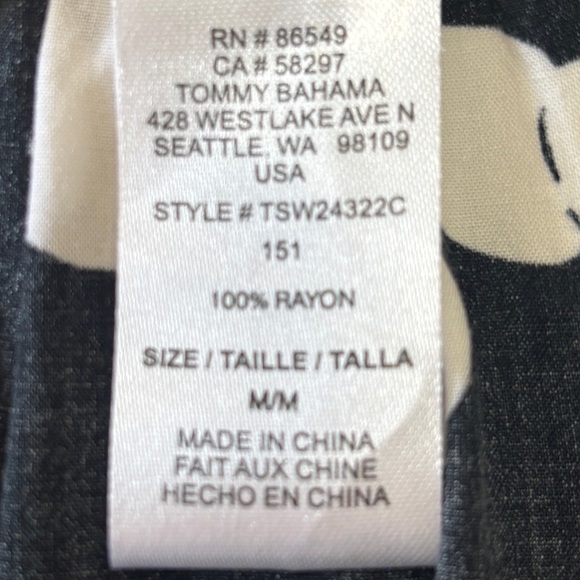 RN # 86549
CA # 58297
TOMMY BAHAMA
428 WESTLAKE AVE N
SEATTLE, WA 98109
USA
STYLE # TSW24322C
151
100% RAYON
SIZE / TAILLE / TALLA
M/M
MADE IN CHINA
FAIT AUX CHINE
HECHO EN CHINA